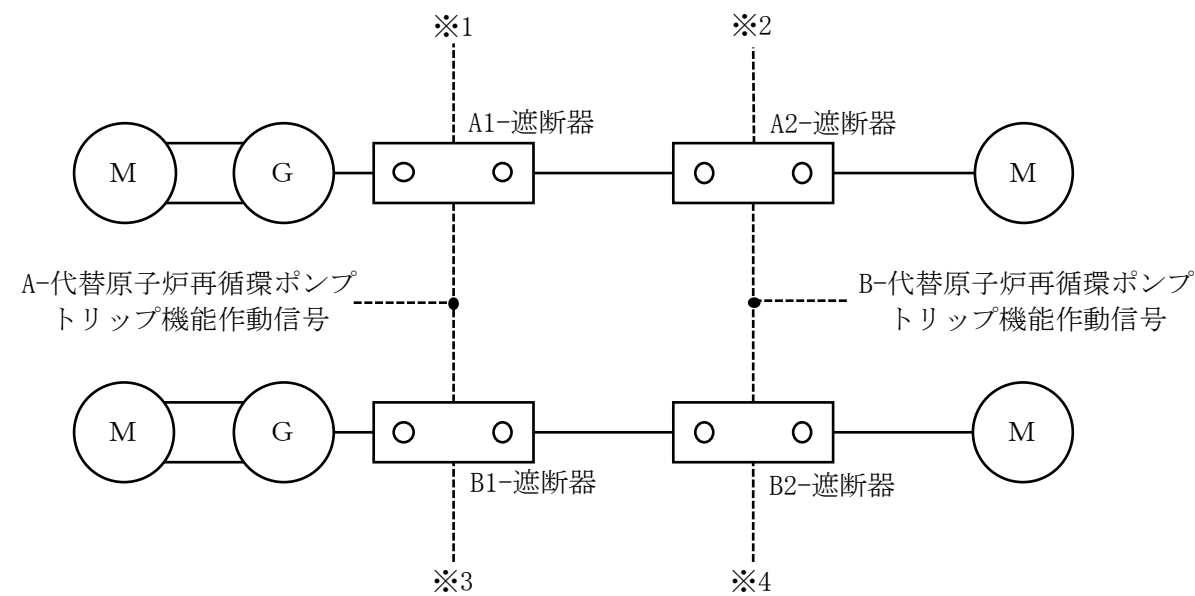 ※1
※2
A1-遮断器
A2-遮断器
M
G
M
A-代替原子炉再循環ポンプ
トリップ機能作動信号
B-代替原子炉再循環ポンプ
トリップ機能作動信号
M
G
M
B1-遮断器
B2-遮断器
※3
※4